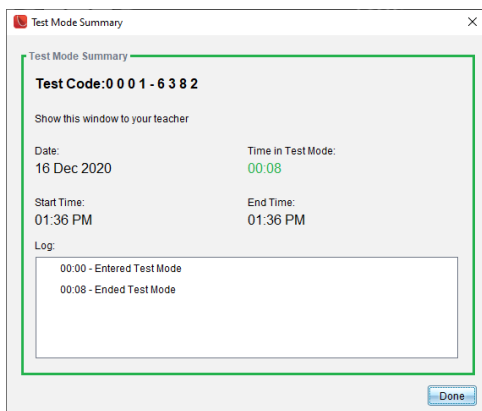 Test Mode Summary
Test Mode Summary
Test Code:0 0 0 1 - 6 3 8 2
Show this window to your teacher
Date:
Time in Test Mode:
16 Dec 2020
00:08
Start Time:
End Time:
01:36 PM
01:36 PM
Log:
00:00 - Entered Test Mode
00:08 - Ended Test Mode
Done